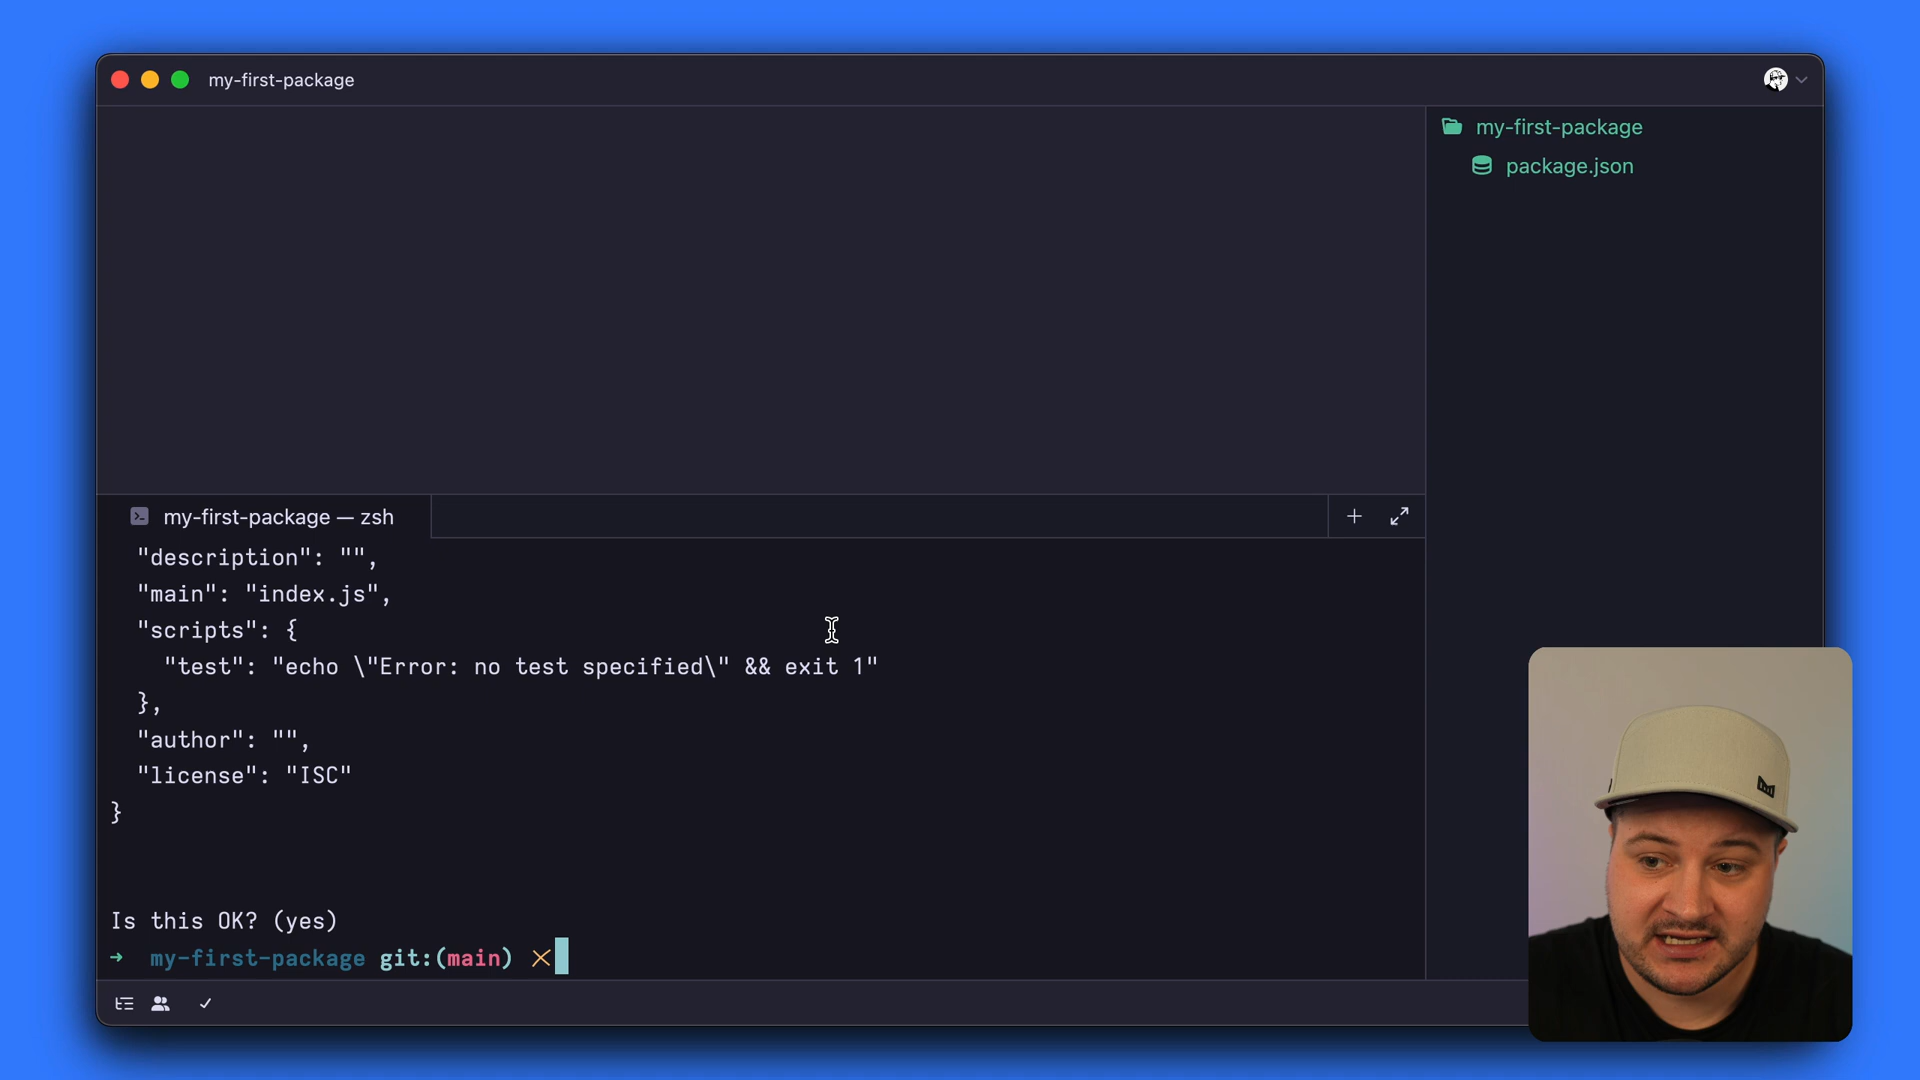 my-first-package
my-first-package
package.json
my-first-package — zsh
"description": "",
"main": "index.js",
"scripts": {
"test": "echo \"Error: no test specified\" && exit 1"
},
"author": "",
"license": "ISC"
}
Is this OK? (yes)
➜ my-first-package git:(main) ✗